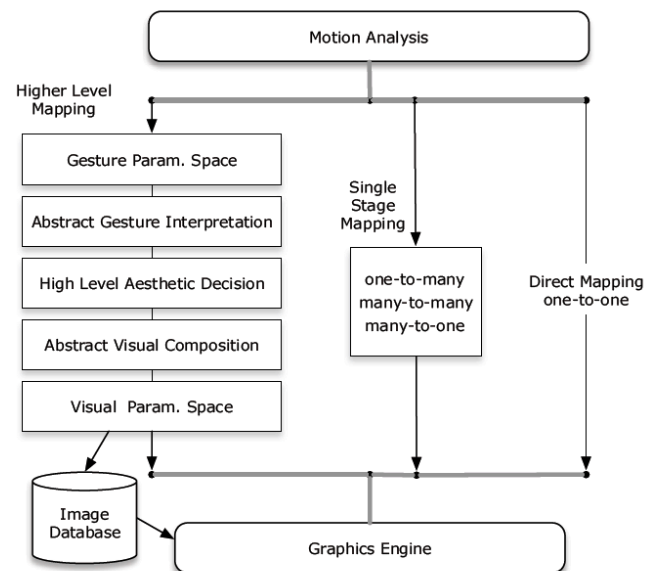 Motion Analysis
Higher Level
Mapping
Gesture Param. Space
Abstract Gesture Interpretation
High Level Aesthetic Decision
Abstract Visual Composition
Visual Param. Space
Single
Stage
Mapping
one-to-many
many-to-many
many-to-one
Direct Mapping
one-to-one
Image
Database
Graphics Engine